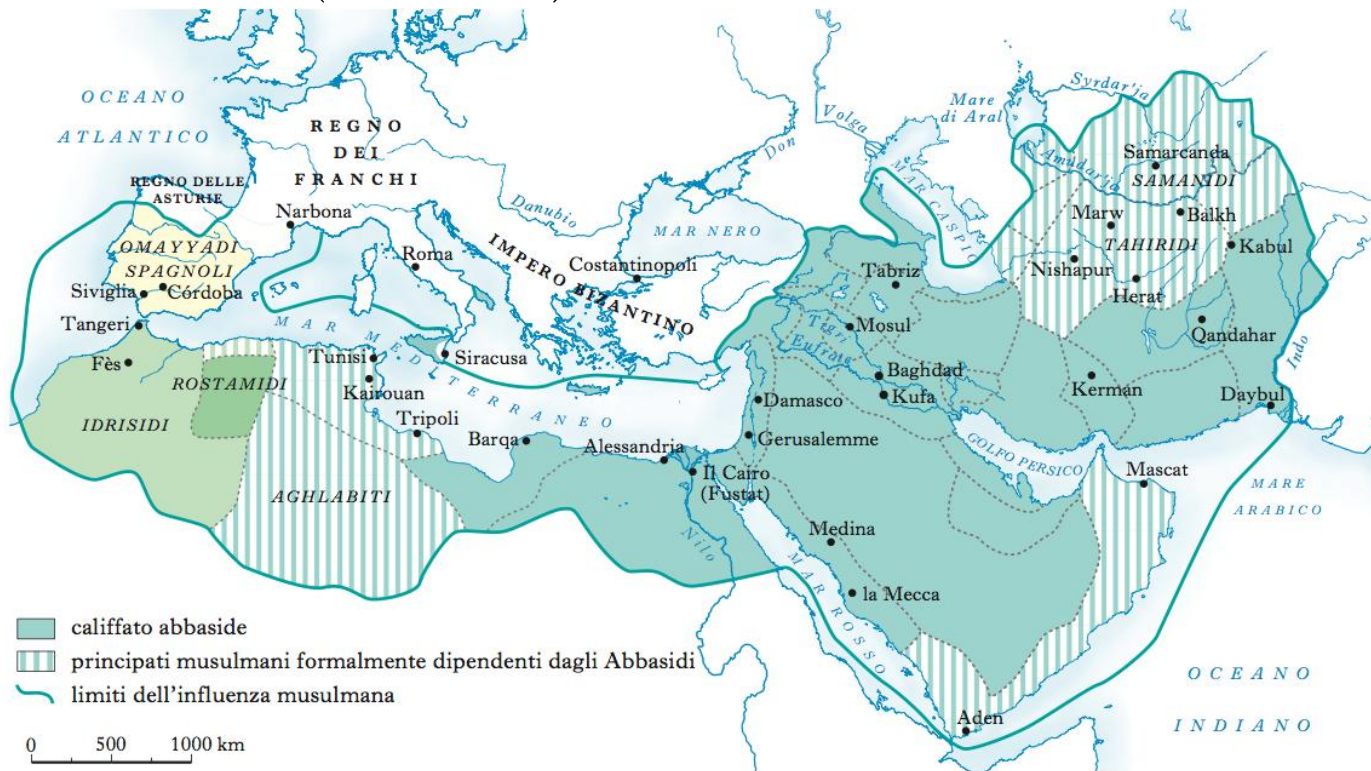 OCEANO
ATLANTICO
REGNO
DEI
FRANCHI
REGNO DELLE
ASTURIE
Narbona
OMAYYADI
SPAGNOLI
Siviglia
Córdoba
Tangeri
Fès
IDRISIDI
ROSTAMIDI
AGHLABITI
Tunisi
Kairouan
Tripoli
MAR MEDITERRANEO
Roma
Siracusa
Danubio
IMPERO BIZANTINO
Costantinopoli
MAR NERO
Don
Volga
MAR CASPIO
Mare
di Aral
Syrdar'ja
Amudarja
Samarcanda
SAMANIDI
Marw
Balkh
TAHIRIDI
Nishapur
Kabul
Herat
Qandahar
Indo
Tabriz
Mosul
Tigri
Eufrate
Baghdad
Kufa
Kerman
Daybul
Damasco
Gerusalemme
Barqa
Alessandria
Il Cairo
(Fustat)
Nilo
GOLFO PERSICO
Mascat
MARE
ARABICO
Medina
la Mecca
MAR ROSSO
Aden
OCEANO
INDIANO
califfato abbaside
principati musulmani formalmente dipendenti dagli Abbasidi
limiti dell'influenza musulmana
0 500 1000 km